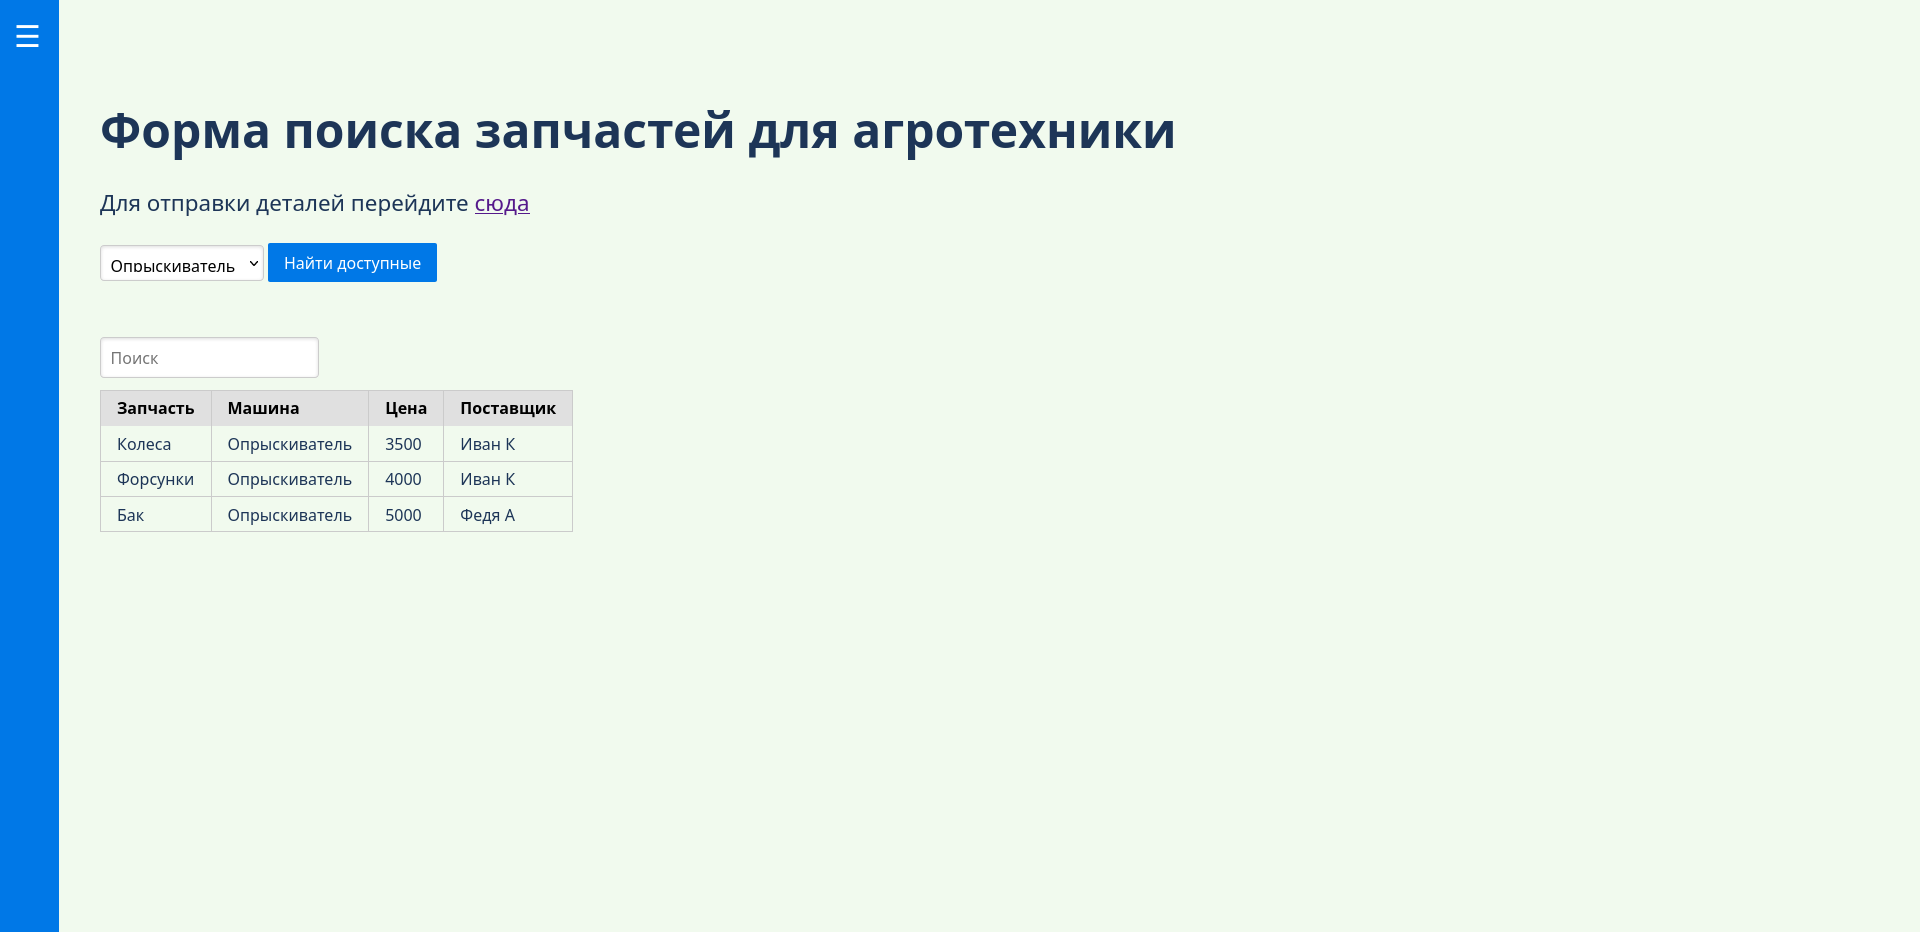 Форма поиска запчастей для агротехники
Для отправки деталей перейдите сюда
Опрыскиватель Найти доступные
Поиск
Запчасть Машина Цена Поставщик
Колеса Опрыскиватель 3500 Иван К
Форсунки Опрыскиватель 4000 Иван К
Бак Опрыскиватель 5000 Федя А